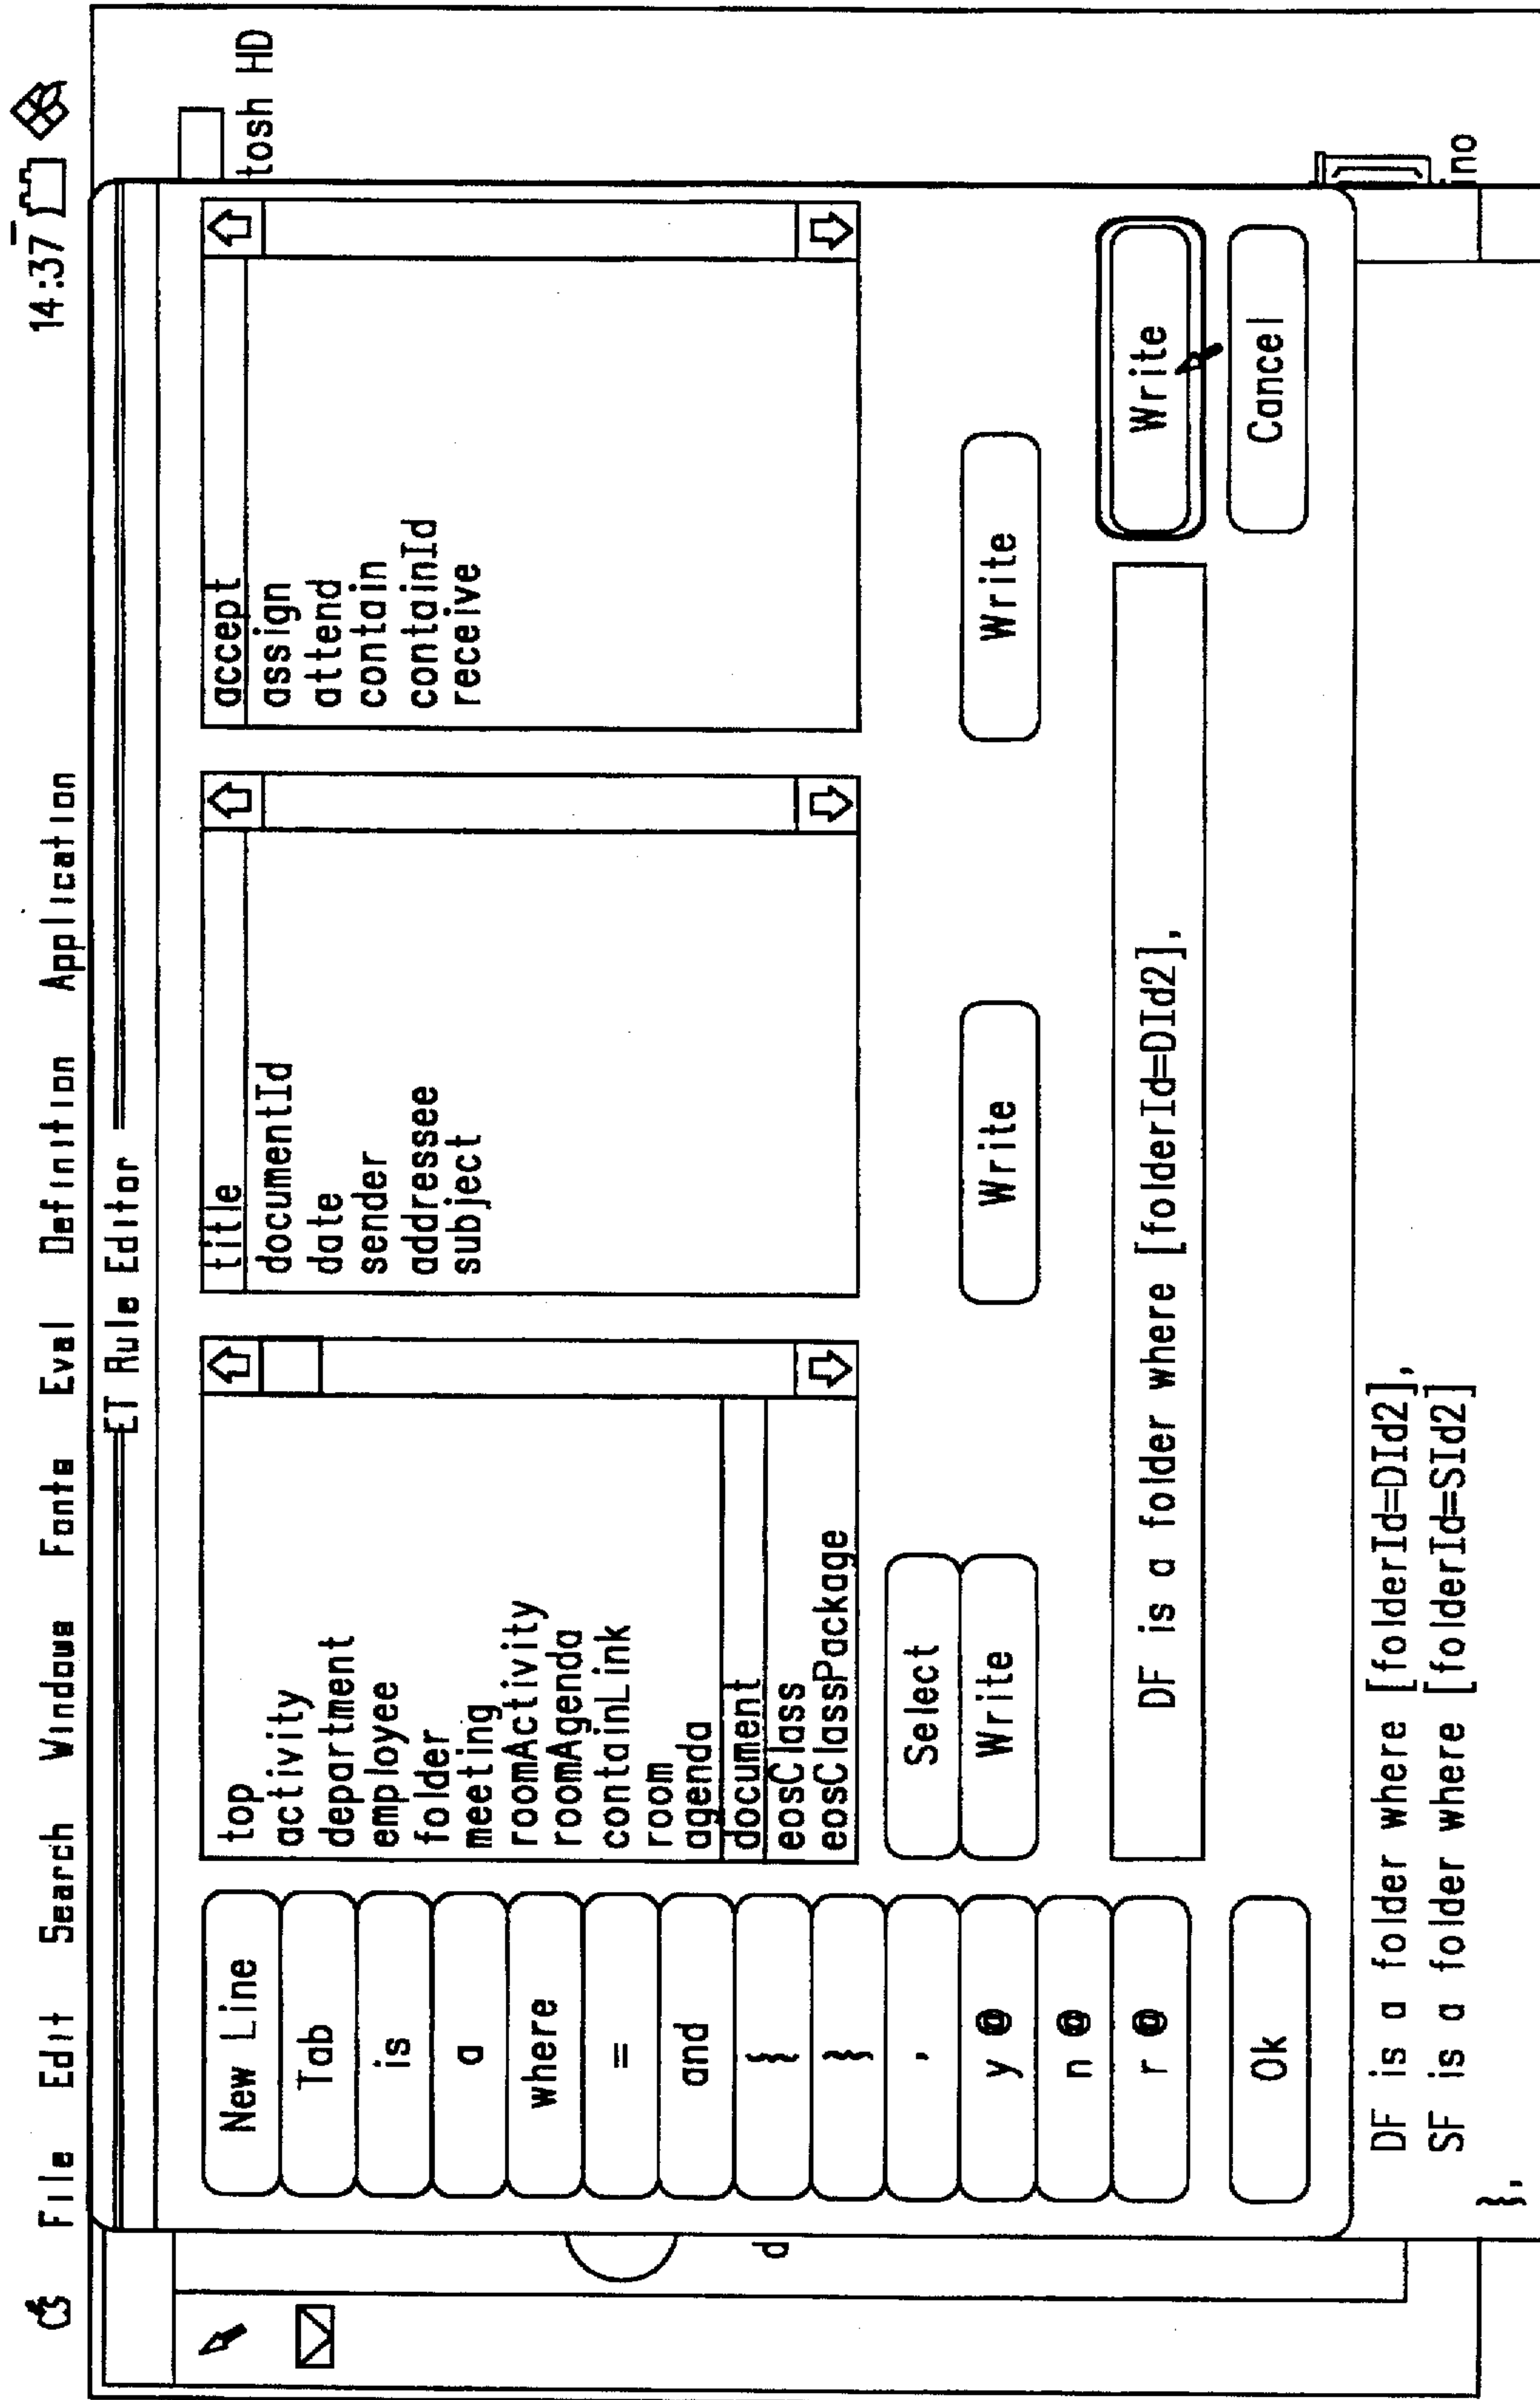 File Edit Search Windows Fonts Eval Definition Application 14:37
ET Rule Editor
tosh HD
New Line
Tab
is
a
where
=
and
{
}
,
y@
n@
r@
Ok
top
activity
department
employee
folder
meeting
roomActivity
roomAgenda
containLink
room
agenda
document
eosClass
eosClassPackage
Select
Write
title
documentId
date
sender
addressee
subject
Write
accept
assign
attend
contain
containId
receive
Write
DF is a folder where [folderId=DId2],
Write
Cancel
d
no
DF is a folder where [folderId=DId2],
SF is a folder where [folderId=SId2]
},